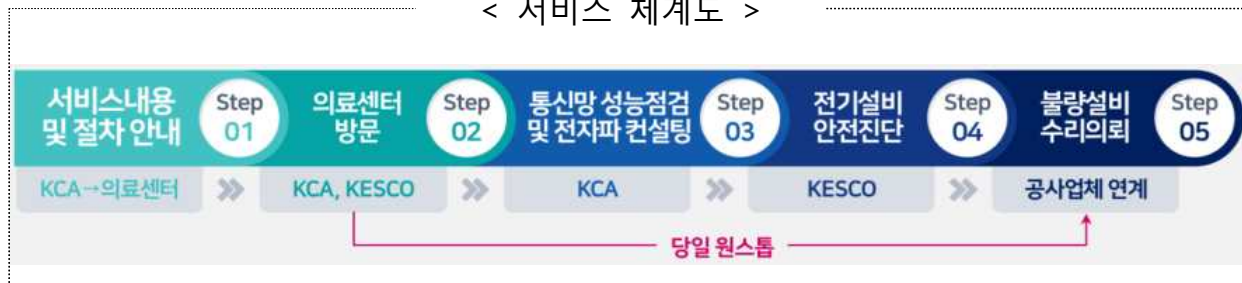 < 서비스 체계도 >
서비스내용
및 절차 안내
Step
01
의료센터
방문
Step
02
통신망 성능점검
및 전자파 컨설팅
Step
03
전기설비
안전진단
Step
04
불량설비
수리의뢰
Step
05
KCA→의료센터
KCA, KESCO
KCA
KESCO
공사업체 연계
당일 원스톱